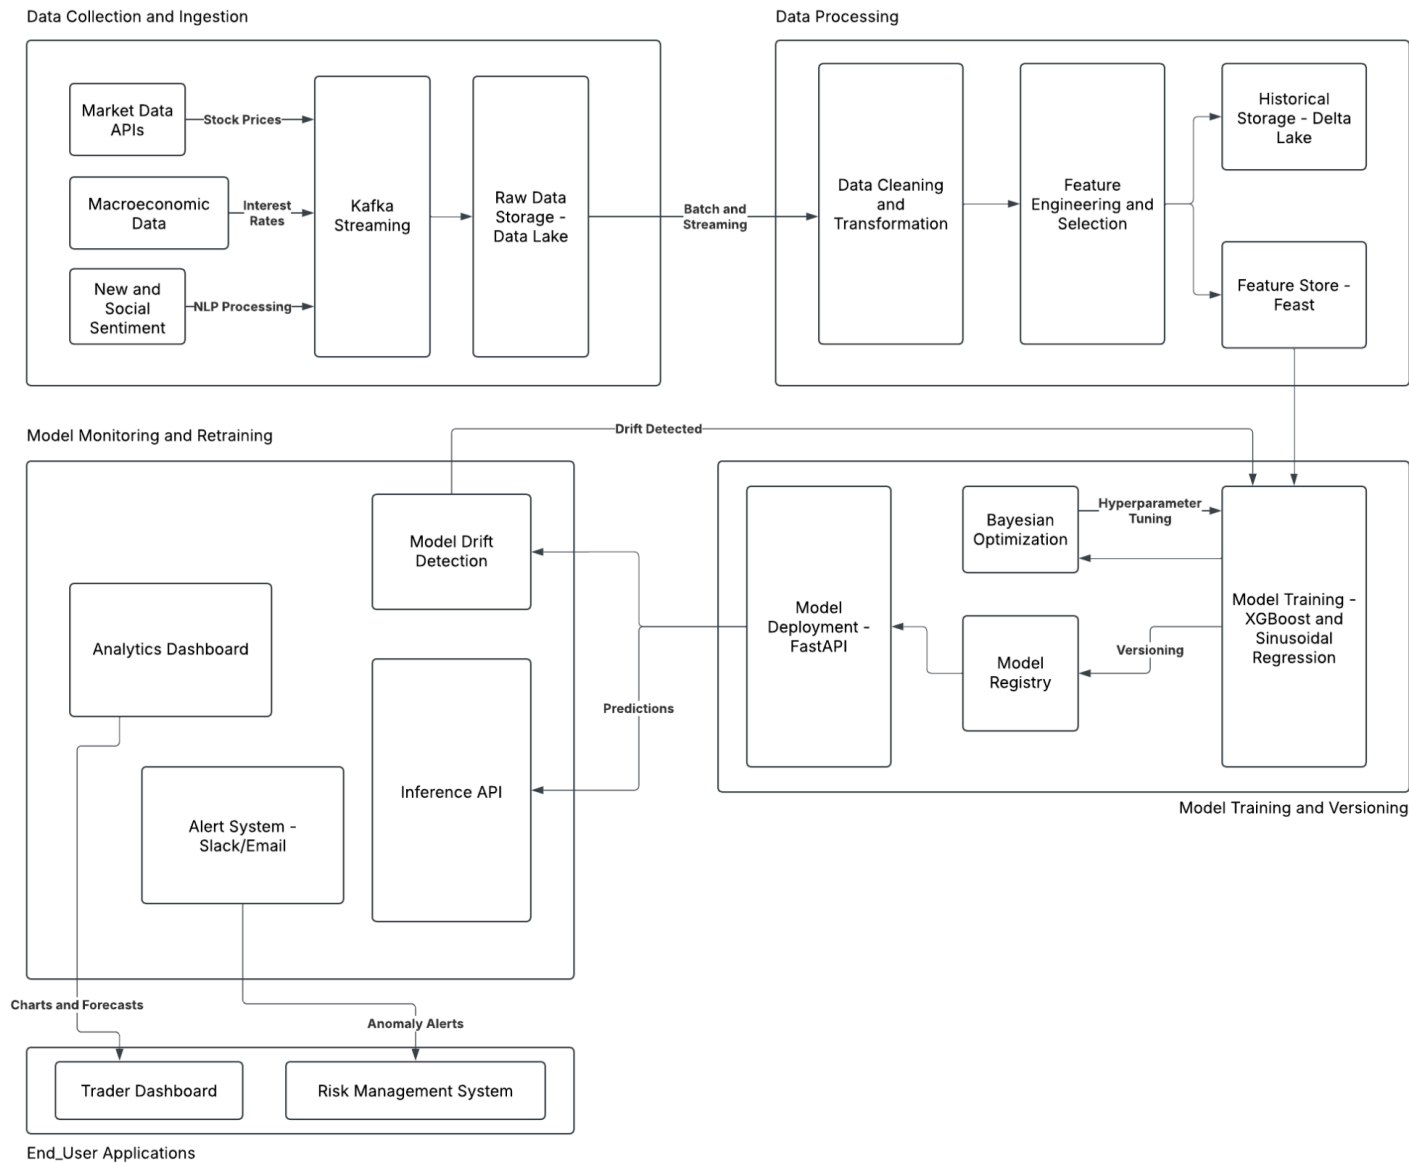 Data Collection and Ingestion
Market Data
APIs
Stock Prices
Macroeconomic
Data
Interest
Rates
New and
Social
Sentiment
NLP Processing
Kafka
Streaming
Raw Data
Storage -
Data Lake
Batch and
Streaming
Data Processing
Data Cleaning
and
Transformation
Feature
Engineering and
Selection
Historical
Storage - Delta
Lake
Feature Store -
Feast
Model Monitoring and Retraining
Drift Detected
Model Drift
Detection
Analytics Dashboard
Inference API
Alert System -
Slack/Email
Predictions
Model
Deployment -
FastAPI
Bayesian
Optimization
Hyperparameter
Tuning
Model
Registry
Versioning
Model Training -
XGBoost and
Sinusoidal
Regression
Model Training and Versioning
Charts and Forecasts
Anomaly Alerts
Trader Dashboard
Risk Management System
End_User Applications